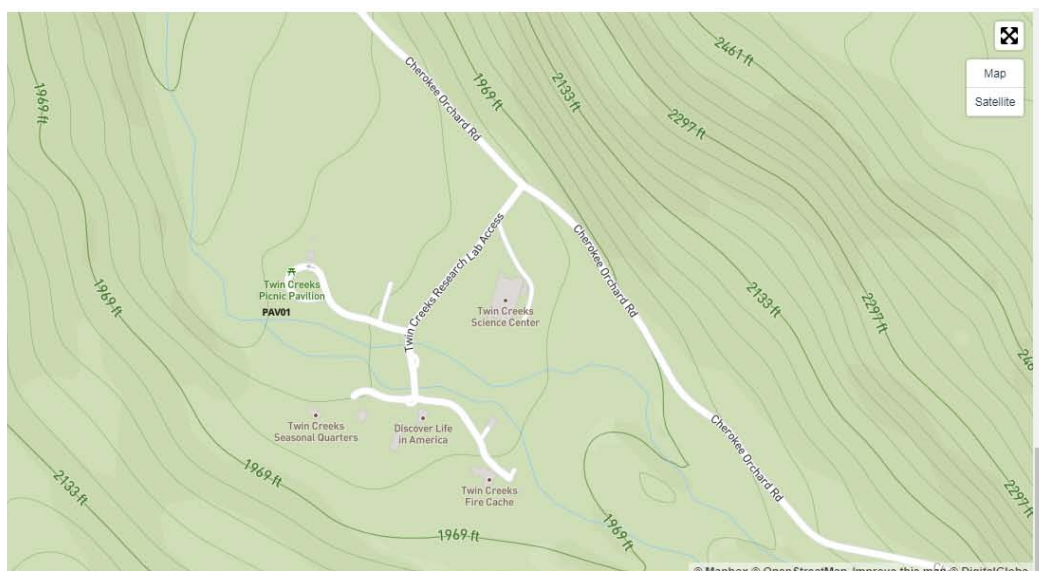 2461 ft
Map
Satellite
Cherokee Orchard Rd
1969 ft
2133 ft
2297 ft
1969 ft
Twin Creeks Research Lab Access
Cherokee Orchard Rd
Twin Creeks
Picnic Pavilion
PAV01
Twin Creeks
Science Center
1969 ft
2133 ft
2297 ft
Twin Creeks
Seasonal Quarters
Discover Life
in America
Cherokee Orchard Rd
1969 ft
2133 ft
Twin Creeks
Fire Cache
2297 ft
1969 ft
1969 ft
© Mapbox © OpenStreetMap Improve this map © DigitalGlobe